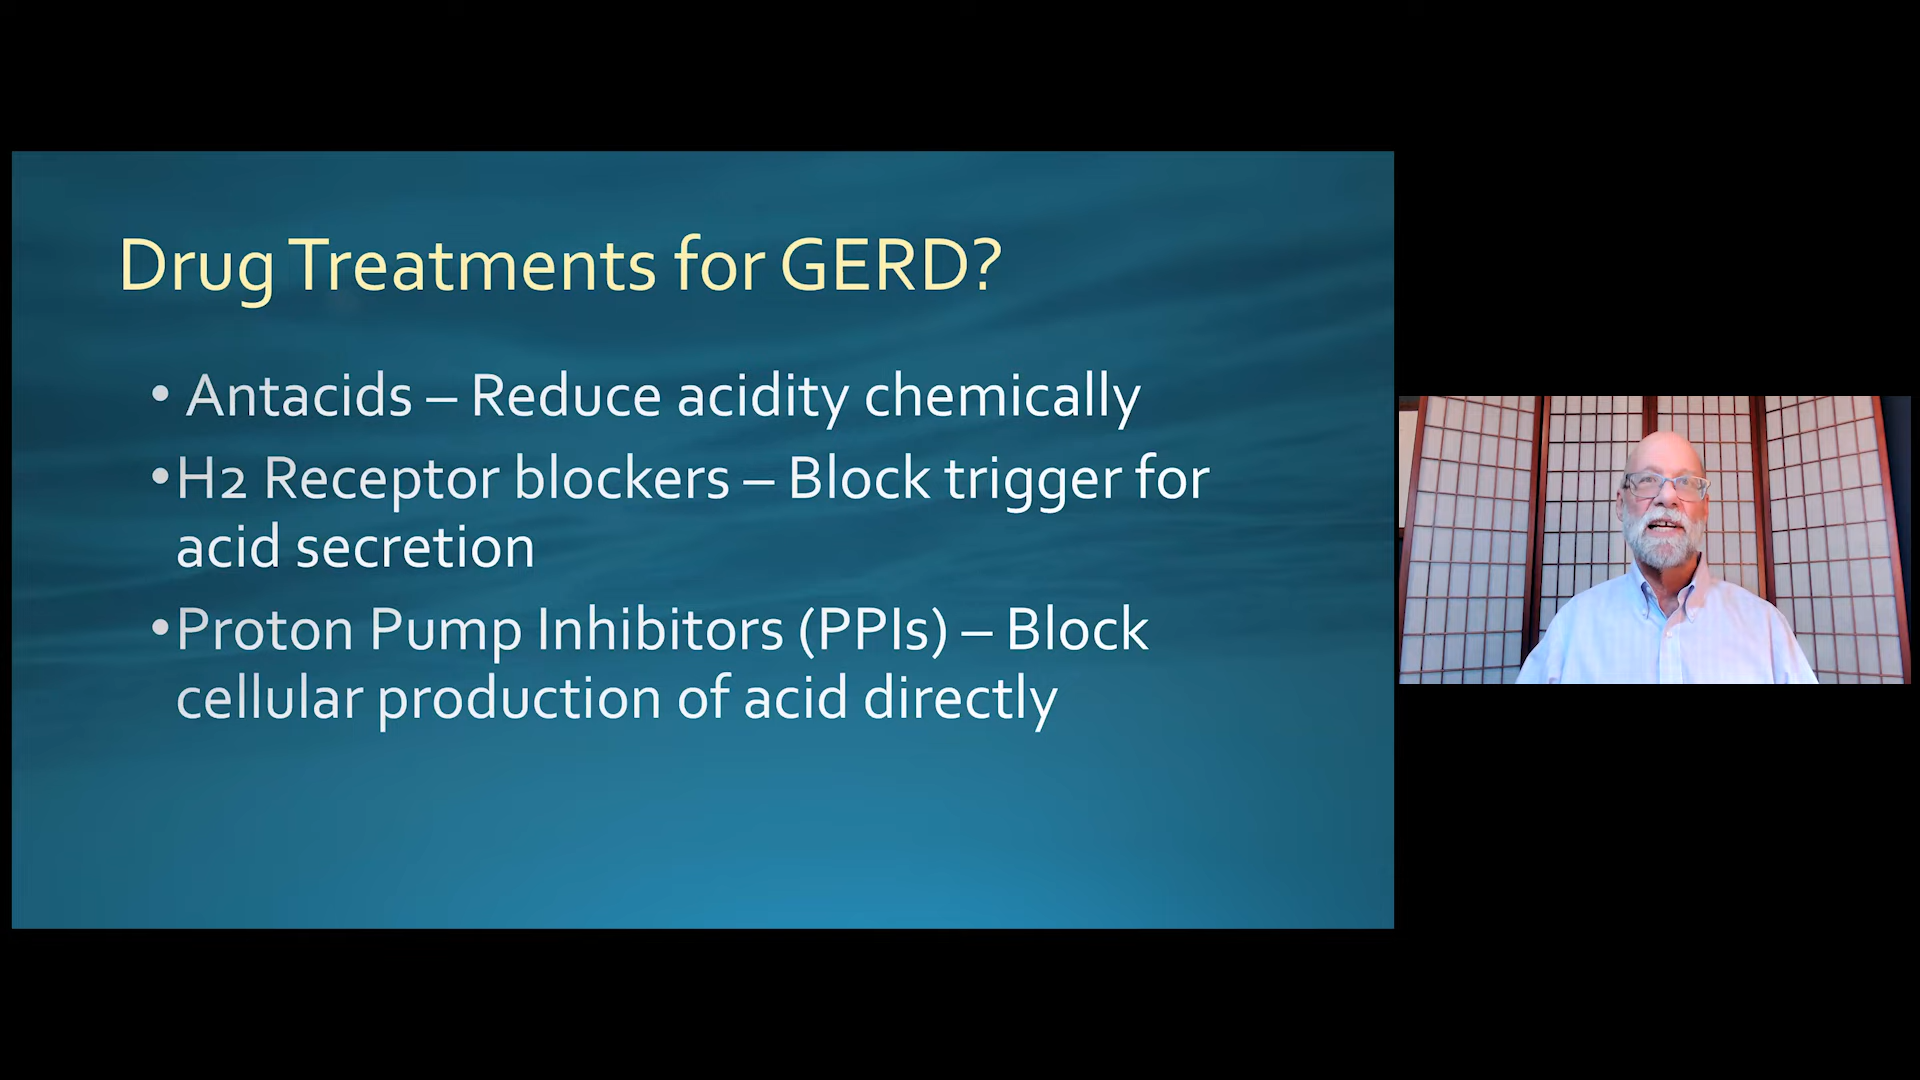 Drug Treatments for GERD?
• Antacids – Reduce acidity chemically
•H2 Receptor blockers – Block trigger for
acid secretion
•Proton Pump Inhibitors (PPIs) – Block
cellular production of acid directly